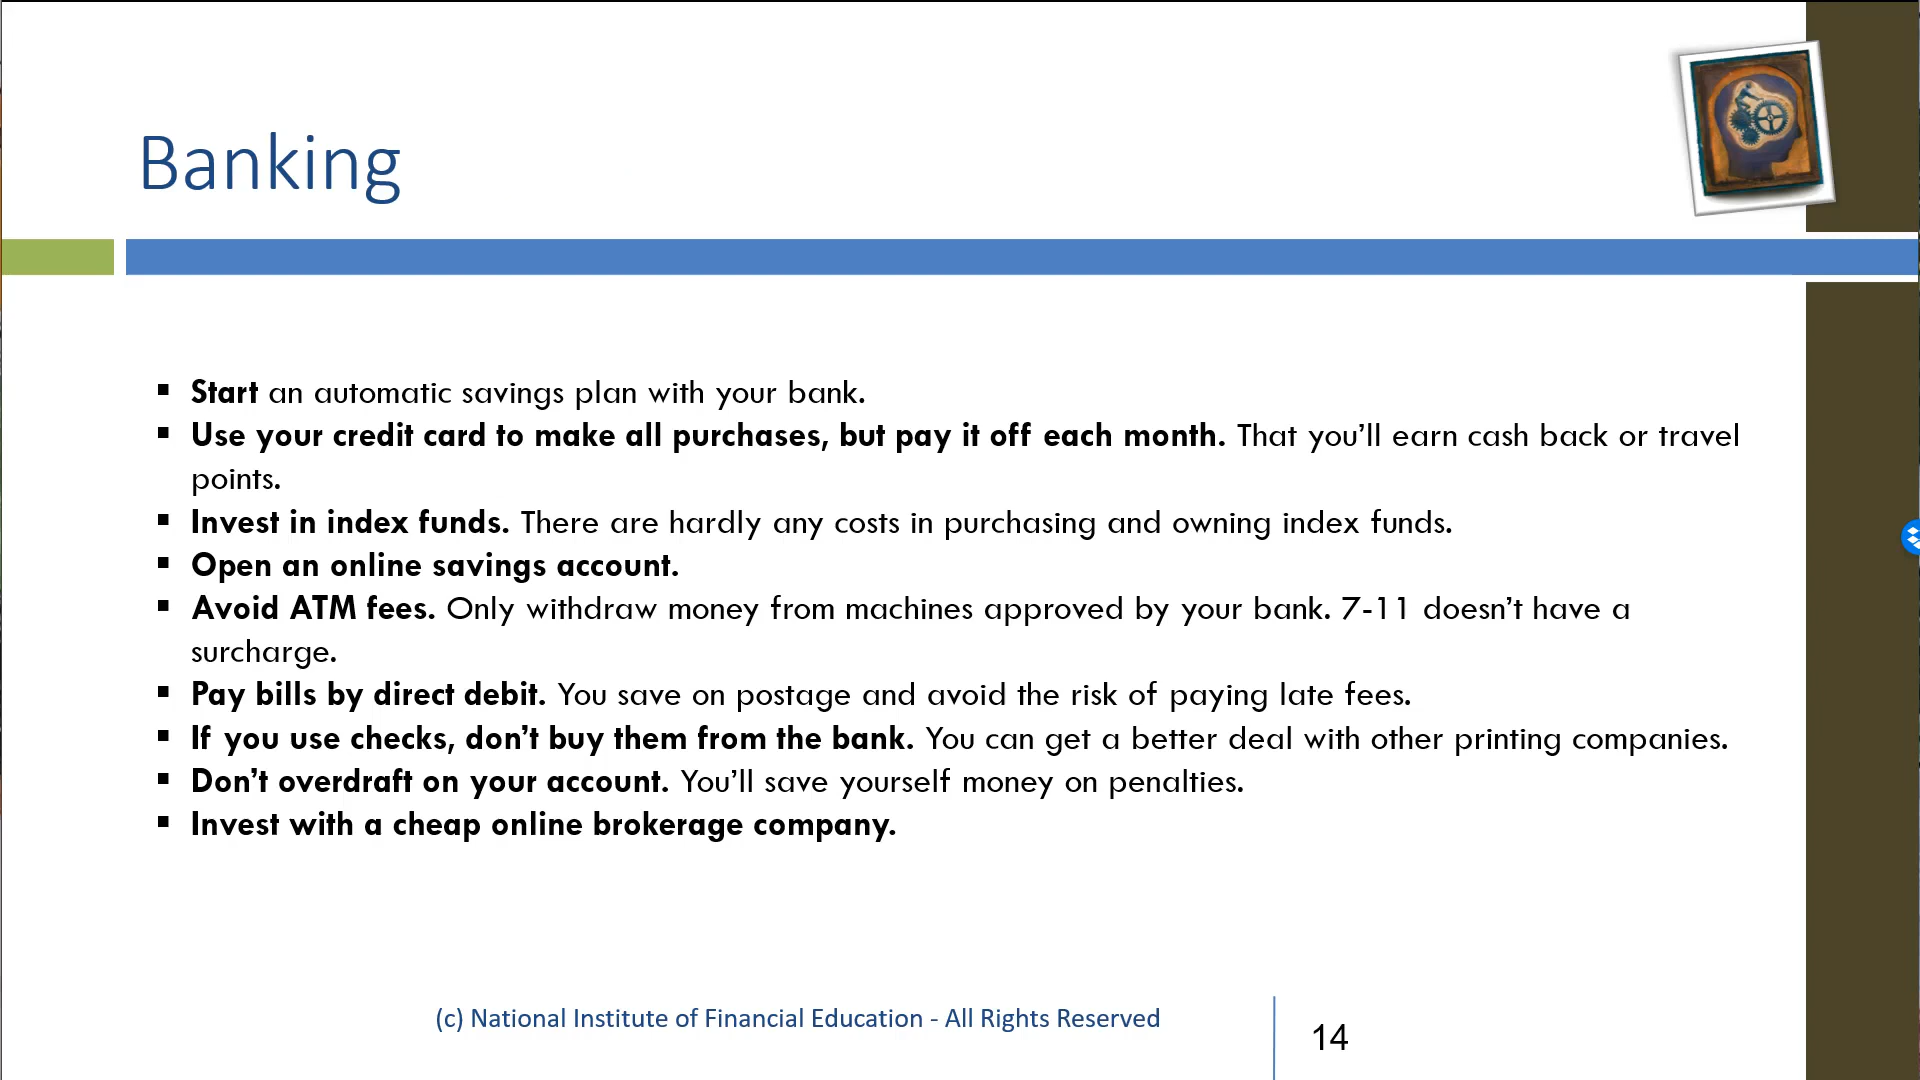 Banking
▪ Start an automatic savings plan with your bank.
▪ Use your credit card to make all purchases, but pay it off each month. That you’ll earn cash back or travel
points.
▪ Invest in index funds. There are hardly any costs in purchasing and owning index funds.
▪ Open an online savings account.
▪ Avoid ATM fees. Only withdraw money from machines approved by your bank. 7-11 doesn’t have a
surcharge.
▪ Pay bills by direct debit. You save on postage and avoid the risk of paying late fees.
▪ If you use checks, don’t buy them from the bank. You can get a better deal with other printing companies.
▪ Don’t overdraft on your account. You’ll save yourself money on penalties.
▪ Invest with a cheap online brokerage company.
(c) National Institute of Financial Education - All Rights Reserved
14